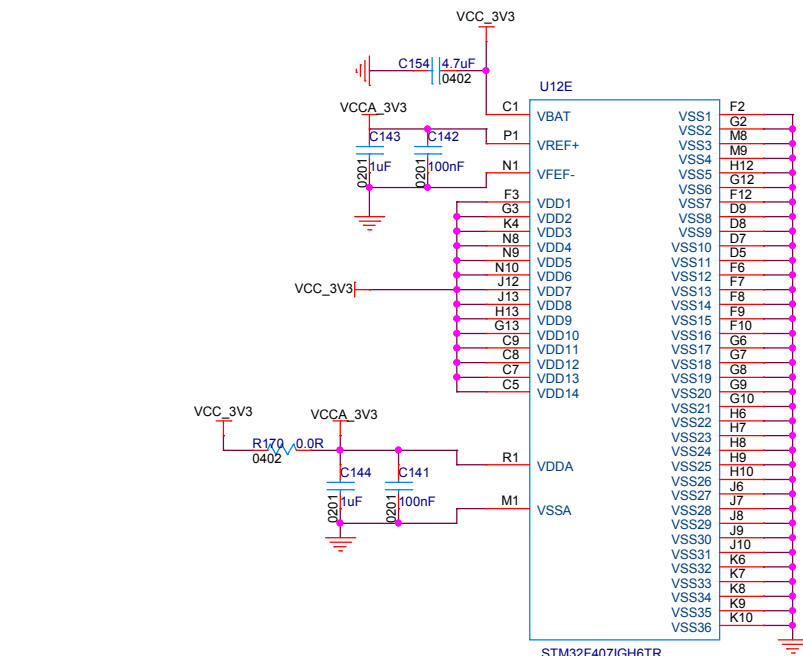 VCC_3V3
C154 4.7uF
0402
U12E
VCCA_3V3
C143 C142
1uF 100nF
0201 0201
C1 VBAT
P1 VREF+
N1 VFEF-
F3 VDD1
G3 VDD2
K4 VDD3
N8 VDD4
N9 VDD5
N10 VDD6
VCC_3V3
J12 VDD7
J13 VDD8
H13 VDD9
G13 VDD10
C9 VDD11
C8 VDD12
C7 VDD13
C5 VDD14
VCC_3V3 VCCA_3V3
R170 0.0R
0402
C144 C141
1uF 100nF
0201 0201
R1 VDDA
M1 VSSA
VSS1 F2
VSS2 G2
VSS3 M8
VSS4 M9
VSS5 H12
VSS6 G12
VSS7 F12
VSS8 D9
VSS9 D8
VSS10 D7
VSS11 D5
VSS12 F6
VSS13 F7
VSS14 F8
VSS15 F9
VSS16 F10
VSS17 G6
VSS18 G7
VSS19 G8
VSS20 G9
VSS21 G10
VSS22 H6
VSS23 H7
VSS24 H8
VSS25 H9
VSS26 H10
VSS27 J6
VSS28 J7
VSS29 J8
VSS30 J9
VSS31 J10
VSS32 K6
VSS33 K7
VSS34 K8
VSS35 K9
VSS36 K10
STM32F407IGH6TR